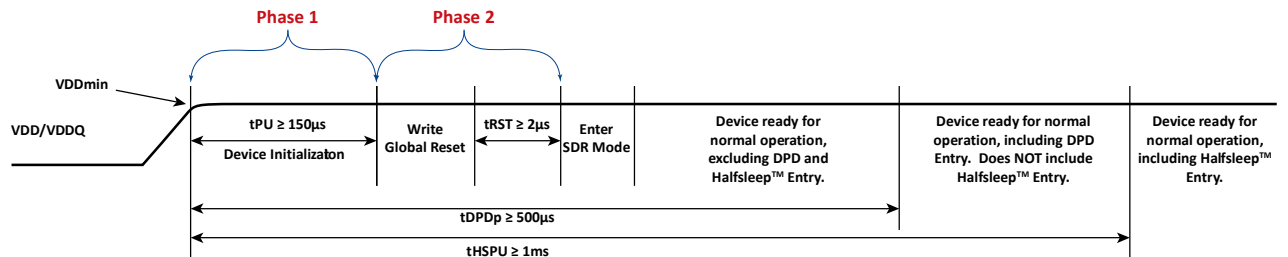 Phase 1
Phase 2
VDDmin
VDD/VDDQ
tPU ≥ 150µs
Device Initializaton
Write
Global Reset
tRST ≥ 2µs
Enter
SDR Mode
Device ready for
normal operation,
excluding DPD and
Halfsleep™ Entry.
Device ready for normal
operation, including DPD
Entry. Does NOT include
Halfsleep™ Entry.
Device ready for
normal operation,
including Halfsleep™
Entry.
tDPDp ≥ 500µs
tHSPU ≥ 1ms